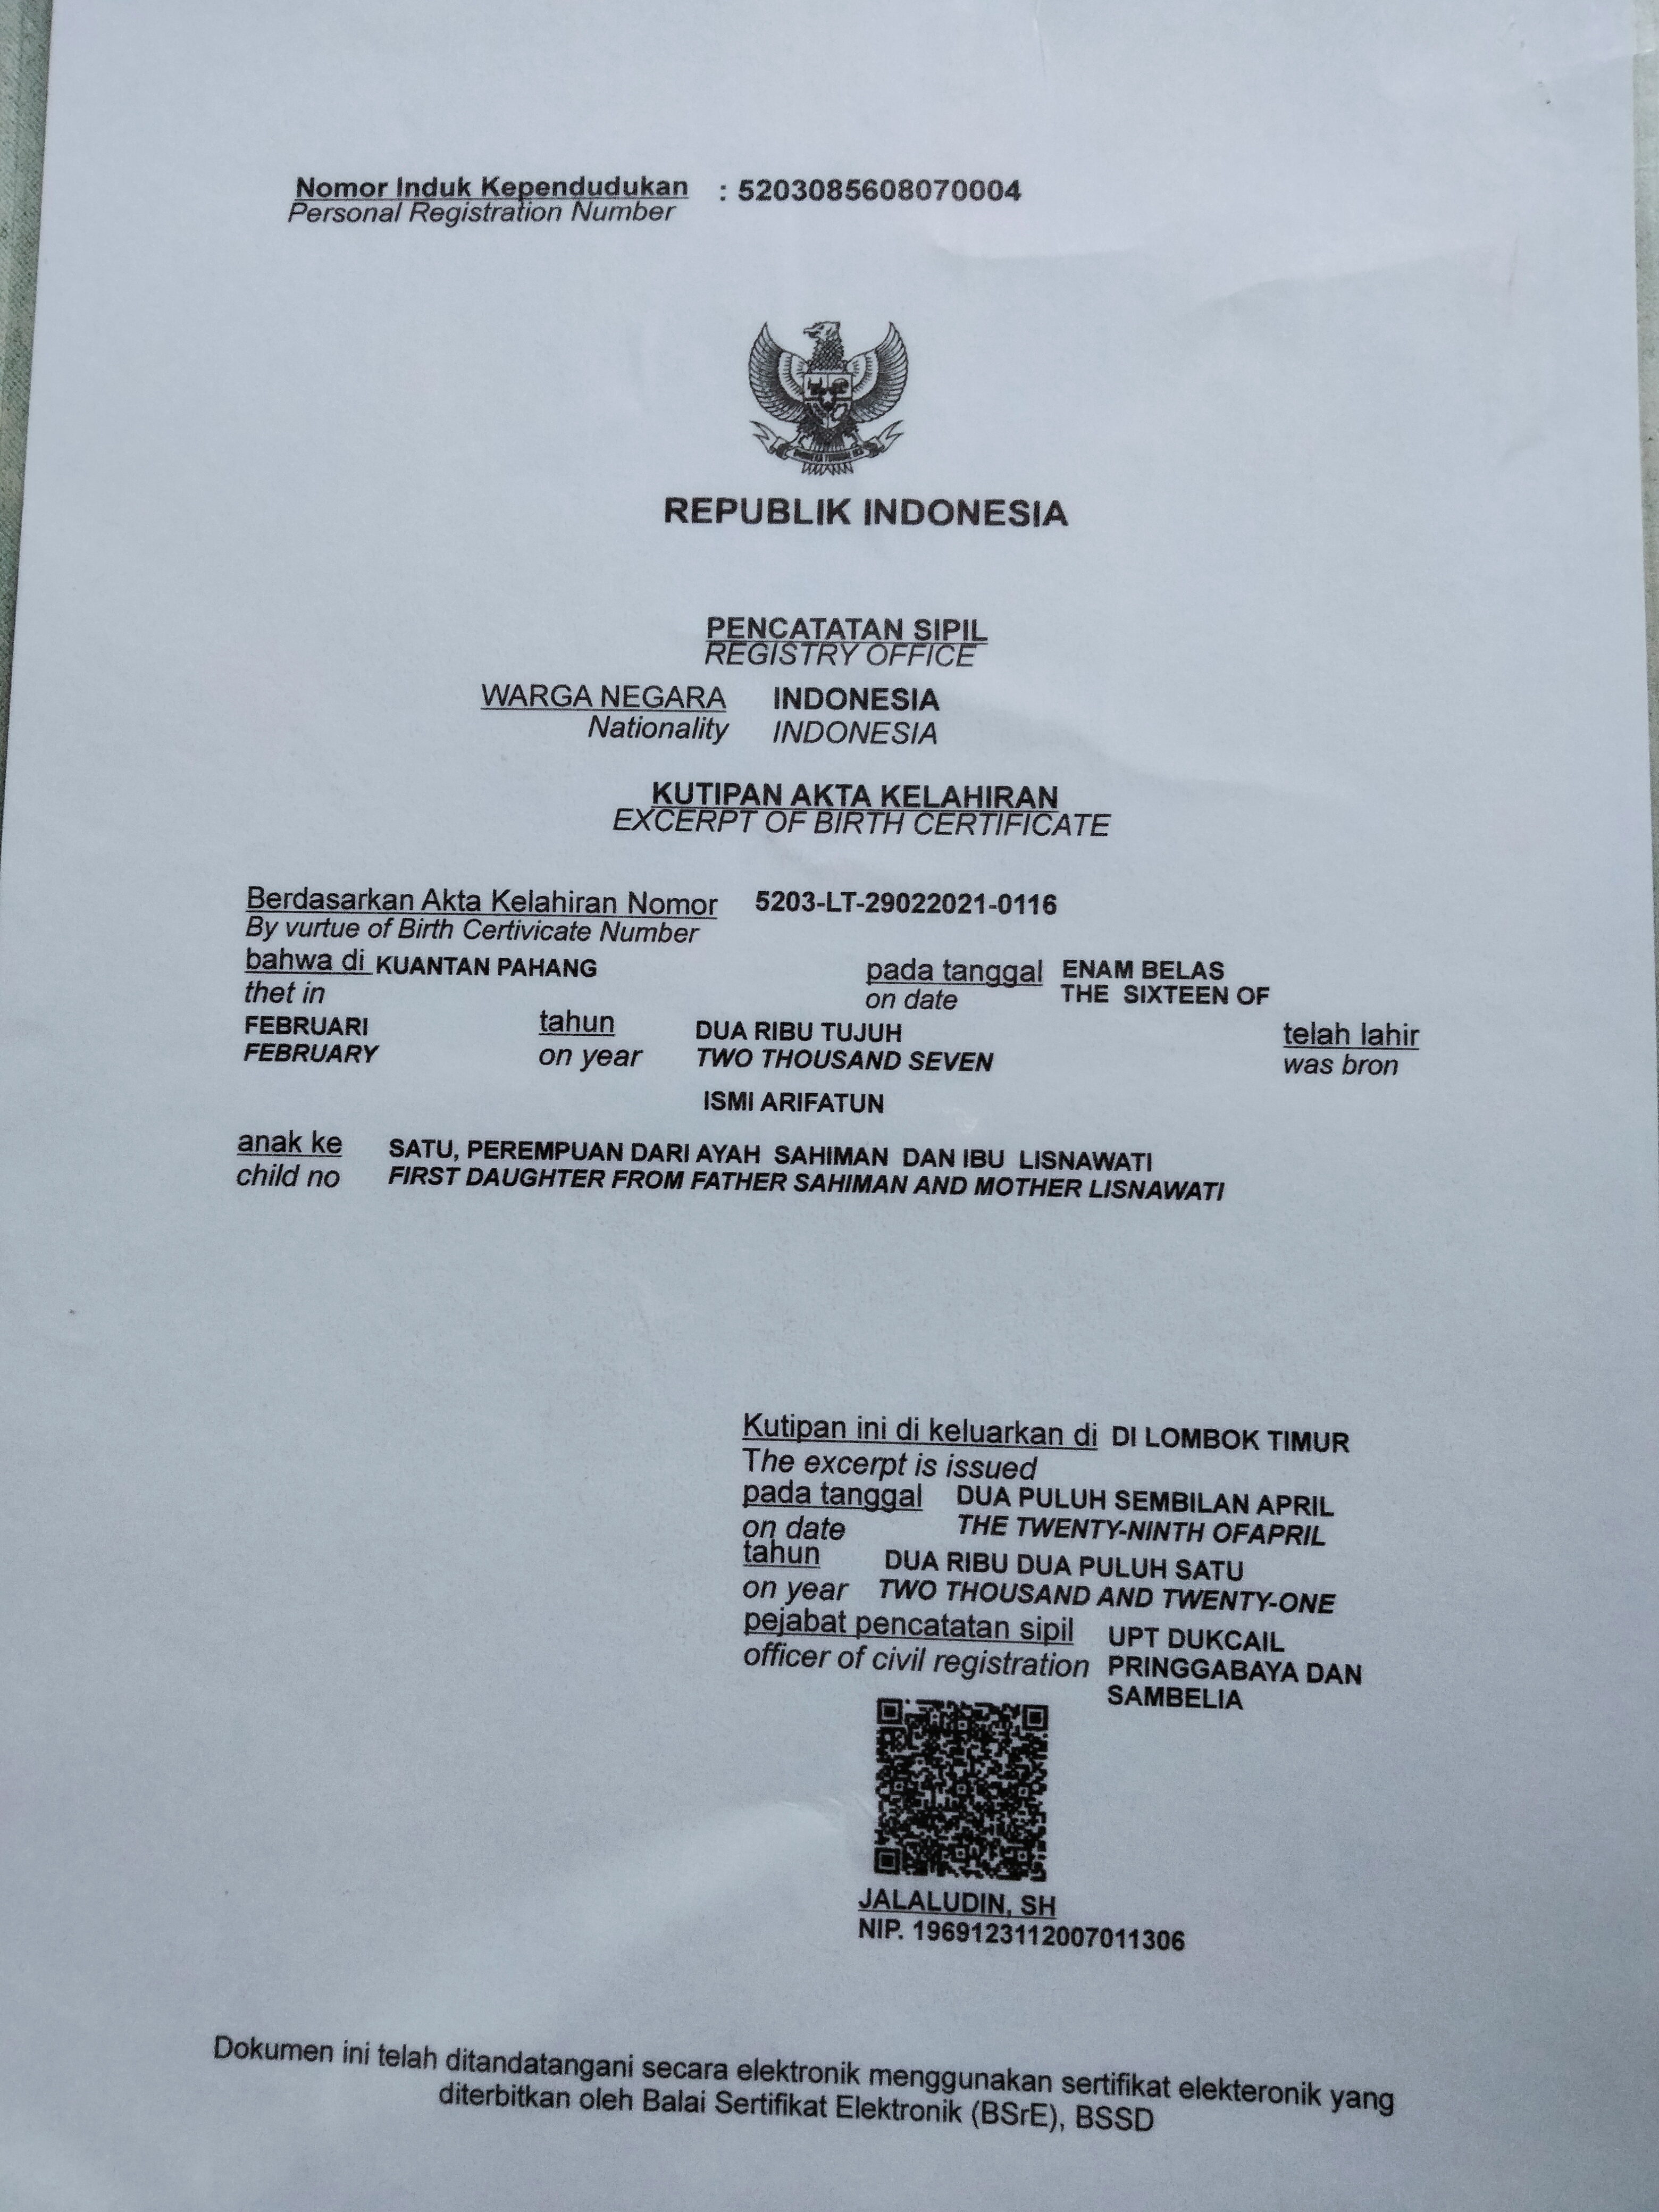 Nomor Induk Kependudukan : 5203085608070004
Personal Registration Number
BHINNEKA TUNGGAL IKA
REPUBLIK INDONESIA
PENCATATAN SIPIL
REGISTRY OFFICE
WARGA NEGARA INDONESIA
Nationality INDONESIA
KUTIPAN AKTA KELAHIRAN
EXCERPT OF BIRTH CERTIFICATE
Berdasarkan Akta Kelahiran Nomor 5203-LT-29022021-0116
By vurtue of Birth Certivicate Number
bahwa di KUANTAN PAHANG pada tanggal ENAM BELAS
thet in on date THE SIXTEEN OF
FEBRUARI tahun DUA RIBU TUJUH telah lahir
FEBRUARY on year TWO THOUSAND SEVEN was bron
ISMI ARIFATUN
anak ke SATU, PEREMPUAN DARI AYAH SAHIMAN DAN IBU LISNAWATI
child no FIRST DAUGHTER FROM FATHER SAHIMAN AND MOTHER LISNAWATI
Kutipan ini di keluarkan di DI LOMBOK TIMUR
The excerpt is issued
pada tanggal DUA PULUH SEMBILAN APRIL
on date THE TWENTY-NINTH OFAPRIL
tahun DUA RIBU DUA PULUH SATU
on year TWO THOUSAND AND TWENTY-ONE
pejabat pencatatan sipil UPT DUKCAIL
officer of civil registration PRINGGABAYA DAN
SAMBELIA
JALALUDIN, SH
NIP. 1969123112007011306
Dokumen ini telah ditandatangani secara elektronik menggunakan sertifikat elekteronik yang
diterbitkan oleh Balai Sertifikat Elektronik (BSrE), BSSD